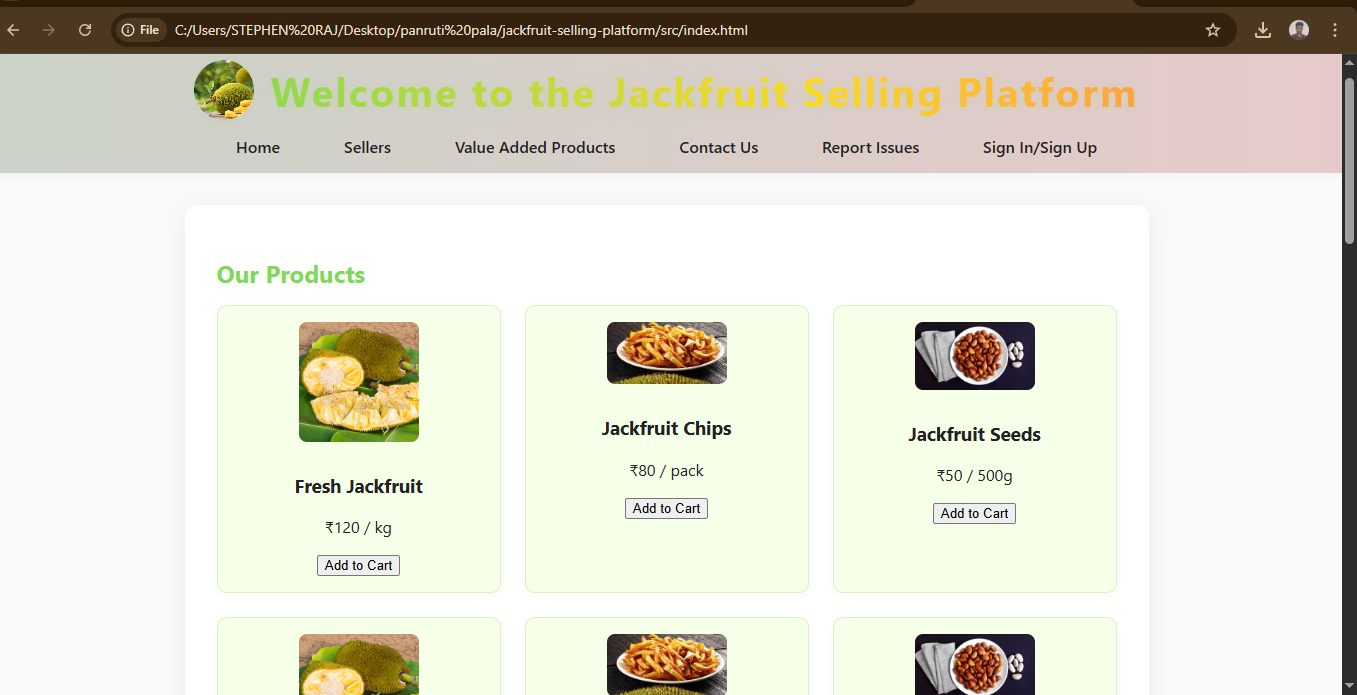 File C:/Users/STEPHEN%20RAJ/Desktop/panruti%20pala/jackfruit-selling-platform/src/index.html
Welcome to the Jackfruit Selling Platform
Home Sellers Value Added Products Contact Us Report Issues Sign In/Sign Up
Our Products
Fresh Jackfruit
₹120 / kg
Add to Cart
Jackfruit Chips
₹80 / pack
Add to Cart
Jackfruit Seeds
₹50 / 500g
Add to Cart